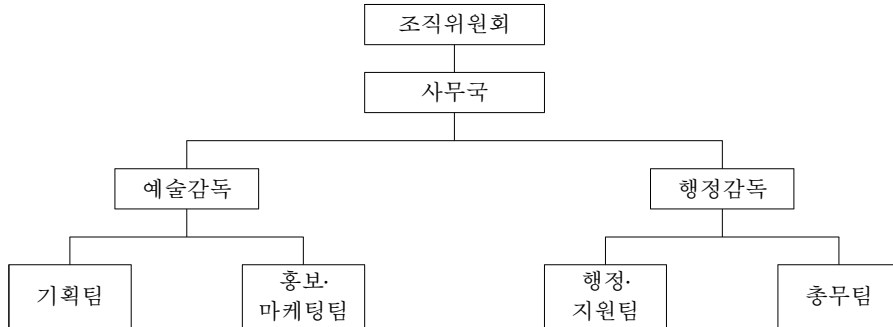 조직위원회
사무국
예술감독
행정감독
기획팀
홍보·
마케팅팀
행정·
지원팀
총무팀